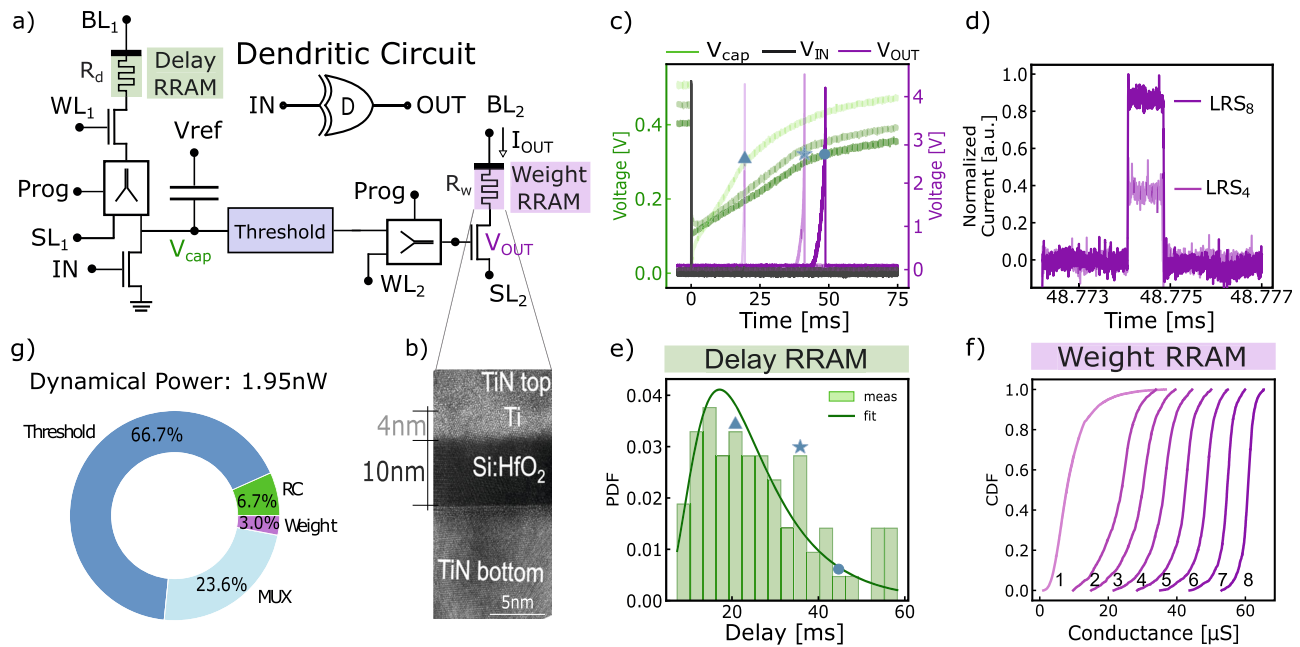 a)
BL1
Rd
Delay
RRAM
WL1
Prog
SL1
IN
Vref
Vcap
Threshold
Dendritic Circuit
IN
D
OUT
BL2
IOUT
Rw
Weight
RRAM
Prog
WL2
VOUT
SL2
b)
TiN top
Ti
4nm
10nm
Si:HfO2
TiN bottom
5nm
c)
Vcap
VIN
VOUT
Voltage [V]
0.4
0.2
0.0
4
3
2
1
0
Voltage [V]
0
25
50
75
Time [ms]
d)
Normalized
Current [a.u.]
1.0
0.8
0.6
0.4
0.2
0.0
LRS8
LRS4
48.773
48.775
48.777
Time [ms]
e)
Delay RRAM
meas
fit
PDF
0.04
0.03
0.02
0.01
0.00
20
40
60
Delay [ms]
f)
Weight RRAM
CDF
1.0
0.8
0.6
0.4
0.2
0.0
1
2
3
4
5
6
7
8
0
20
40
60
Conductance [µS]
g)
Dynamical Power: 1.95nW
Threshold
66.7%
RC
6.7%
3.0%
Weight
23.6%
MUX